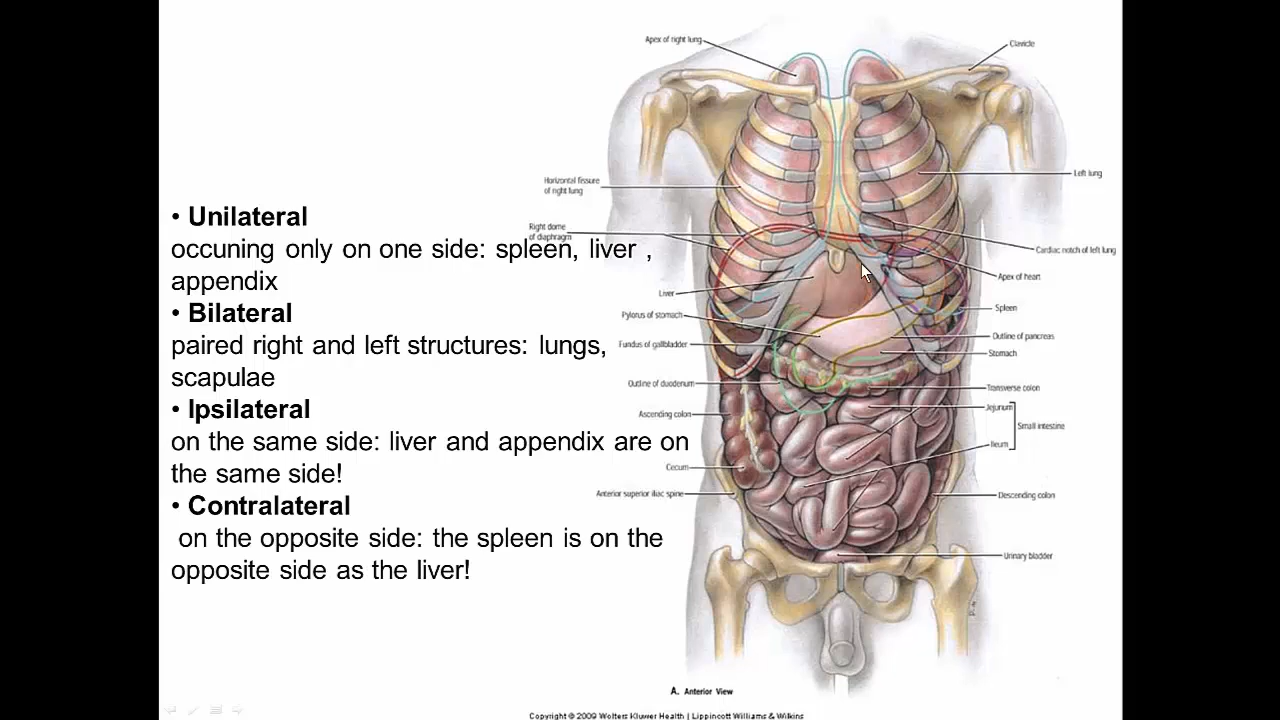 • Unilateral
occuning only on one side: spleen, liver ,
appendix
• Bilateral
paired right and left structures: lungs,
scapulae
• Ipsilateral
on the same side: liver and appendix are on
the same side!
• Contralateral
on the opposite side: the spleen is on the
opposite side as the liver!
Apex of right lung
Horizontal fissure
of right lung
Right dome
of diaphragm
Liver
Pylorus of stomach
Fundus of gallbladder
Outline of duodenum
Ascending colon
Cecum
Anterior superior iliac spine
Clavicle
Left lung
Cardiac notch of left lung
Apex of heart
Spleen
Outline of pancreas
Stomach
Transverse colon
Jejunum
Small intestine
Ileum
Descending colon
Urinary bladder
A. Anterior View
Copyright © 2009 Wolters Kluwer Health | Lippincott Williams & Wilkins